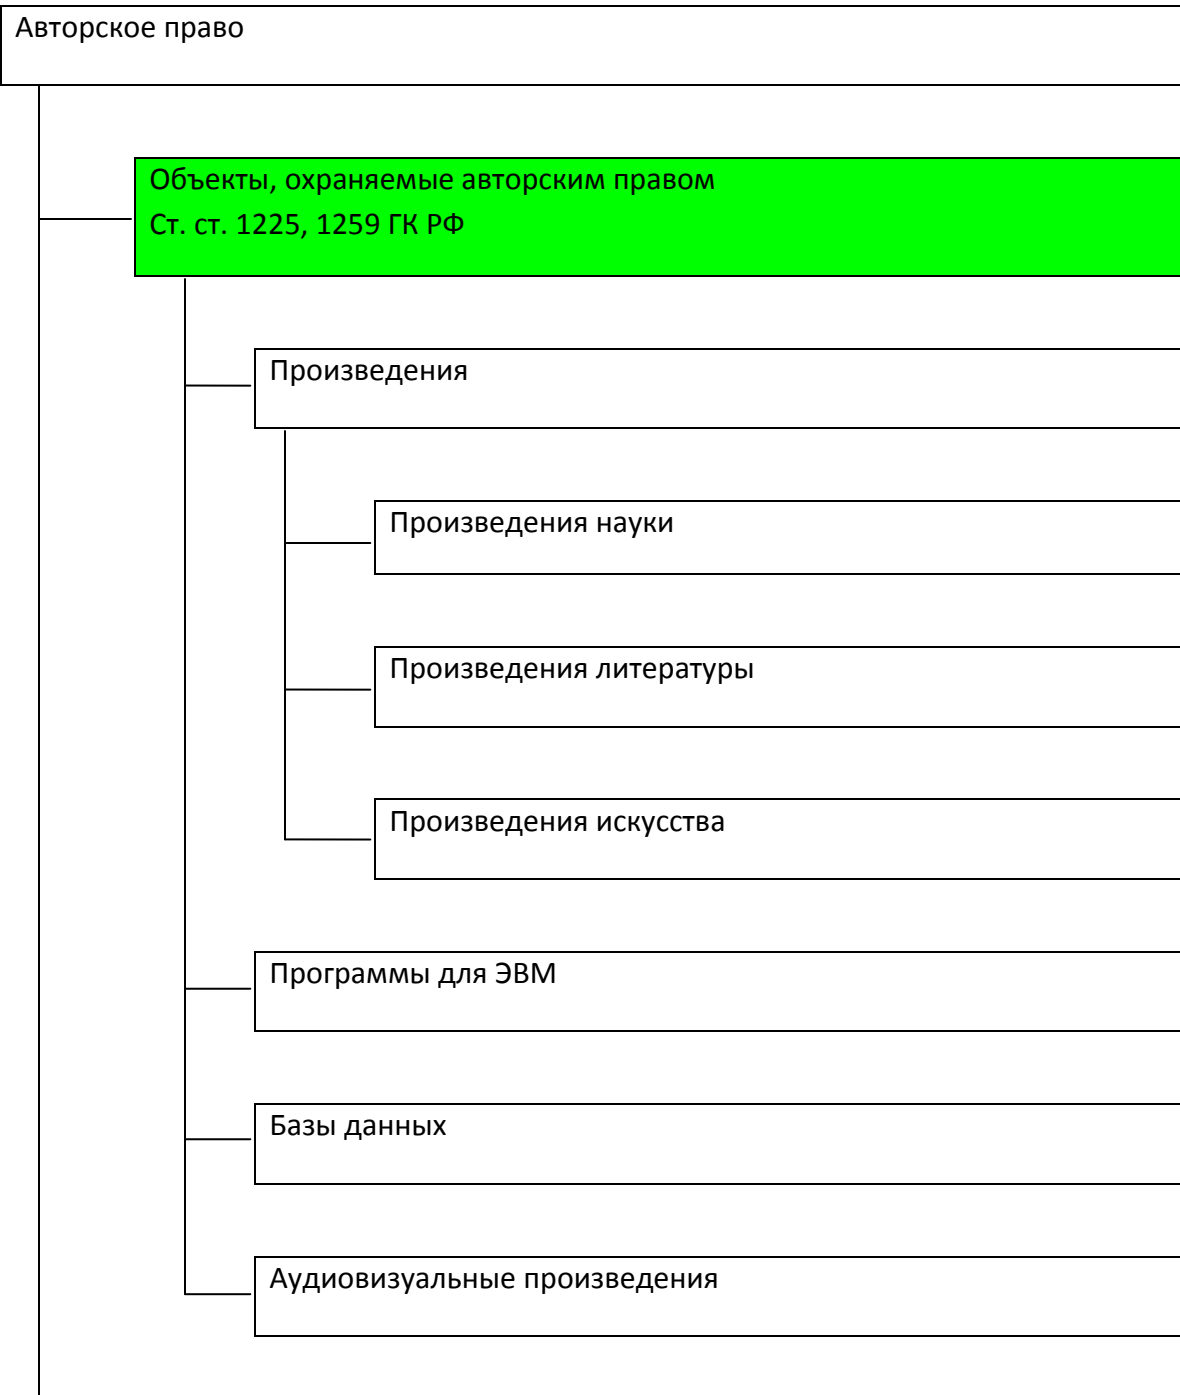 Авторское право
Объекты, охраняемые авторским правом
Ст. ст. 1225, 1259 ГК РФ
Произведения
Произведения науки
Произведения литературы
Произведения искусства
Программы для ЭВМ
Базы данных
Аудиовизуальные произведения